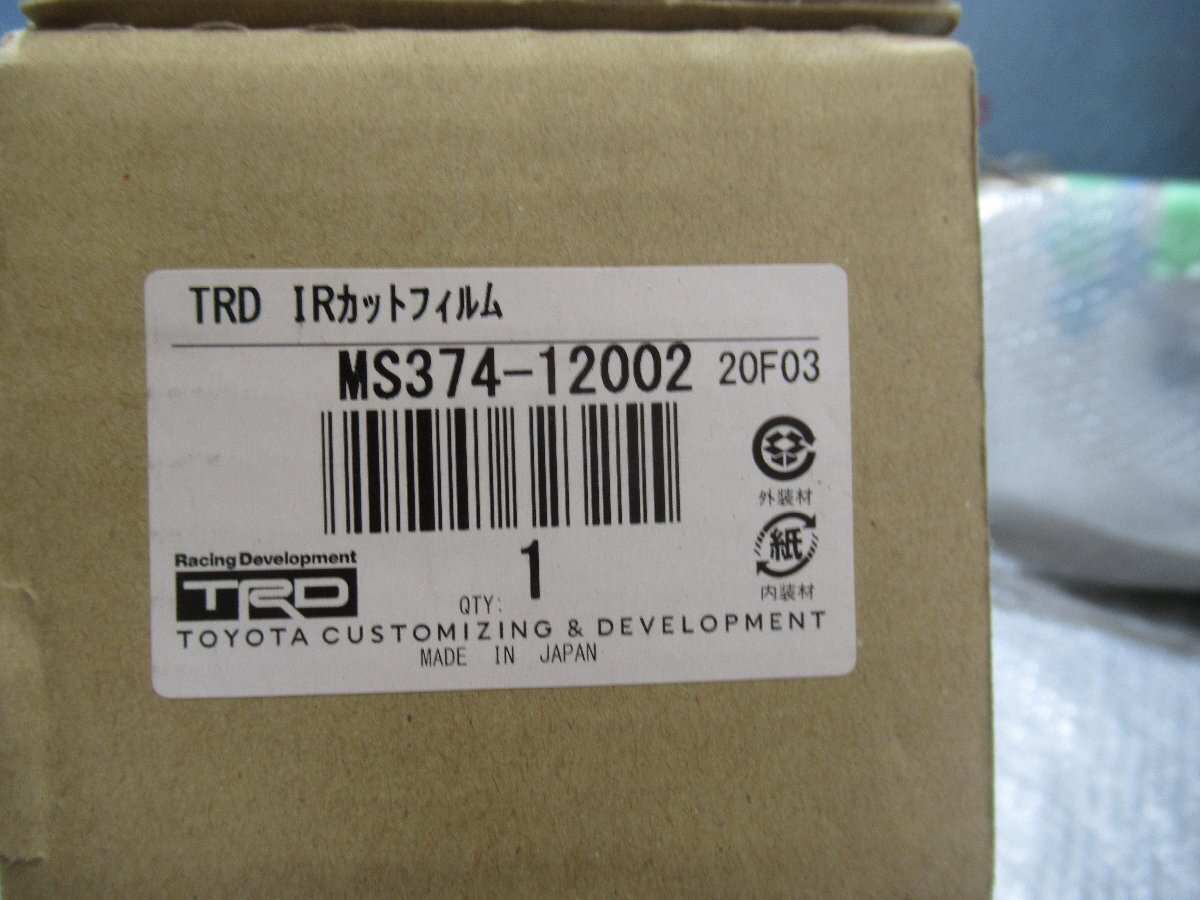 TRD IRカットフィルム
MS374-12002 20F03
外装材
紙
内装材
1
QTY:
Racing Development
TRD
TOYOTA CUSTOMIZING & DEVELOPMENT
MADE IN JAPAN